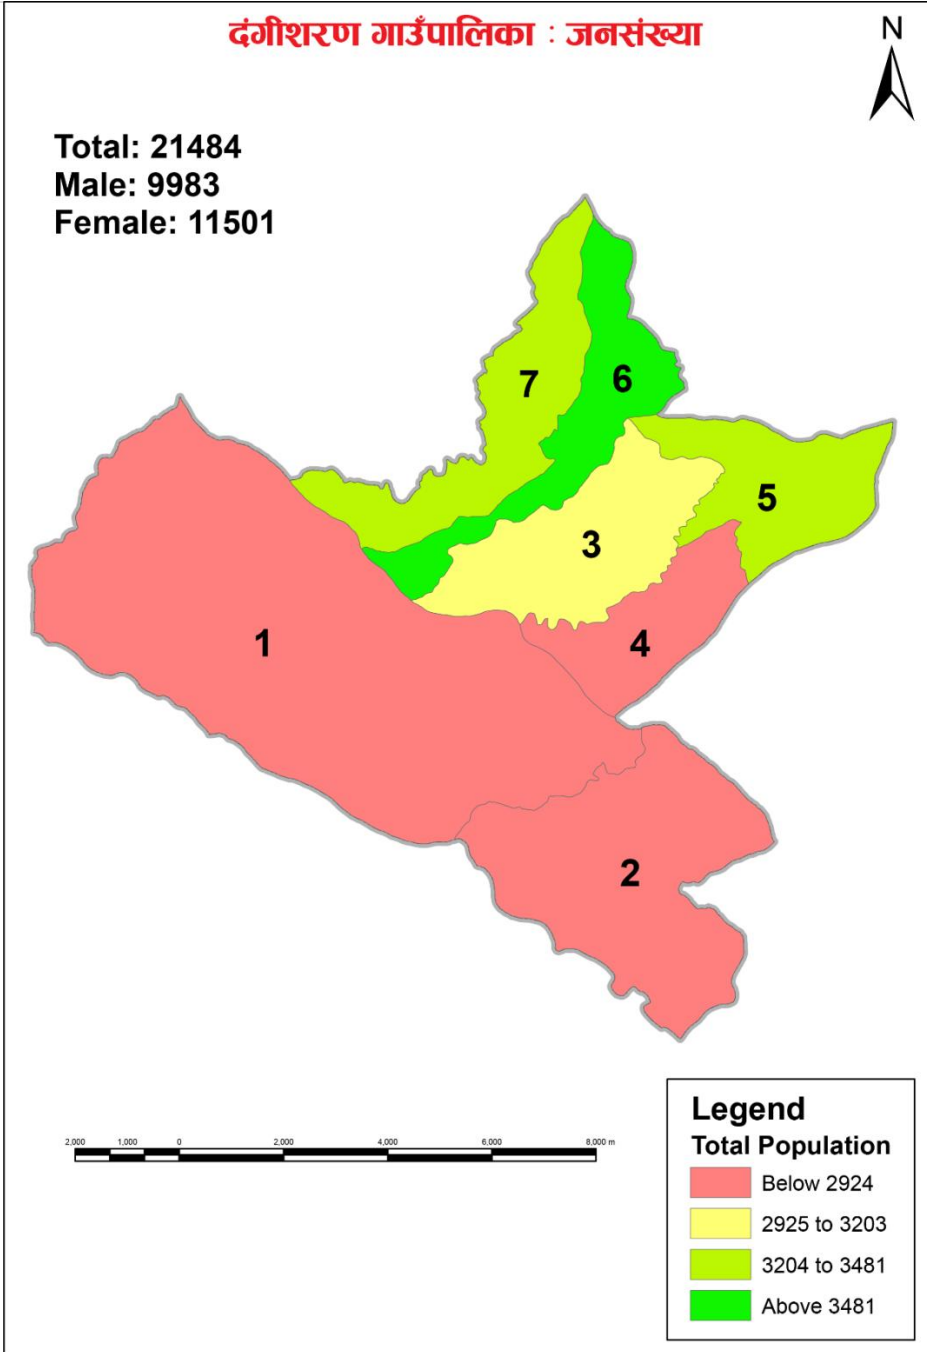 दंगीशरण गाउँपालिका : जनसंख्या
N
Total: 21484
Male: 9983
Female: 11501
7
6
5
3
1
4
2
2,000 1,000 0 2,000 4,000 6,000 8,000 m
Legend
Total Population
Below 2924
2925 to 3203
3204 to 3481
Above 3481